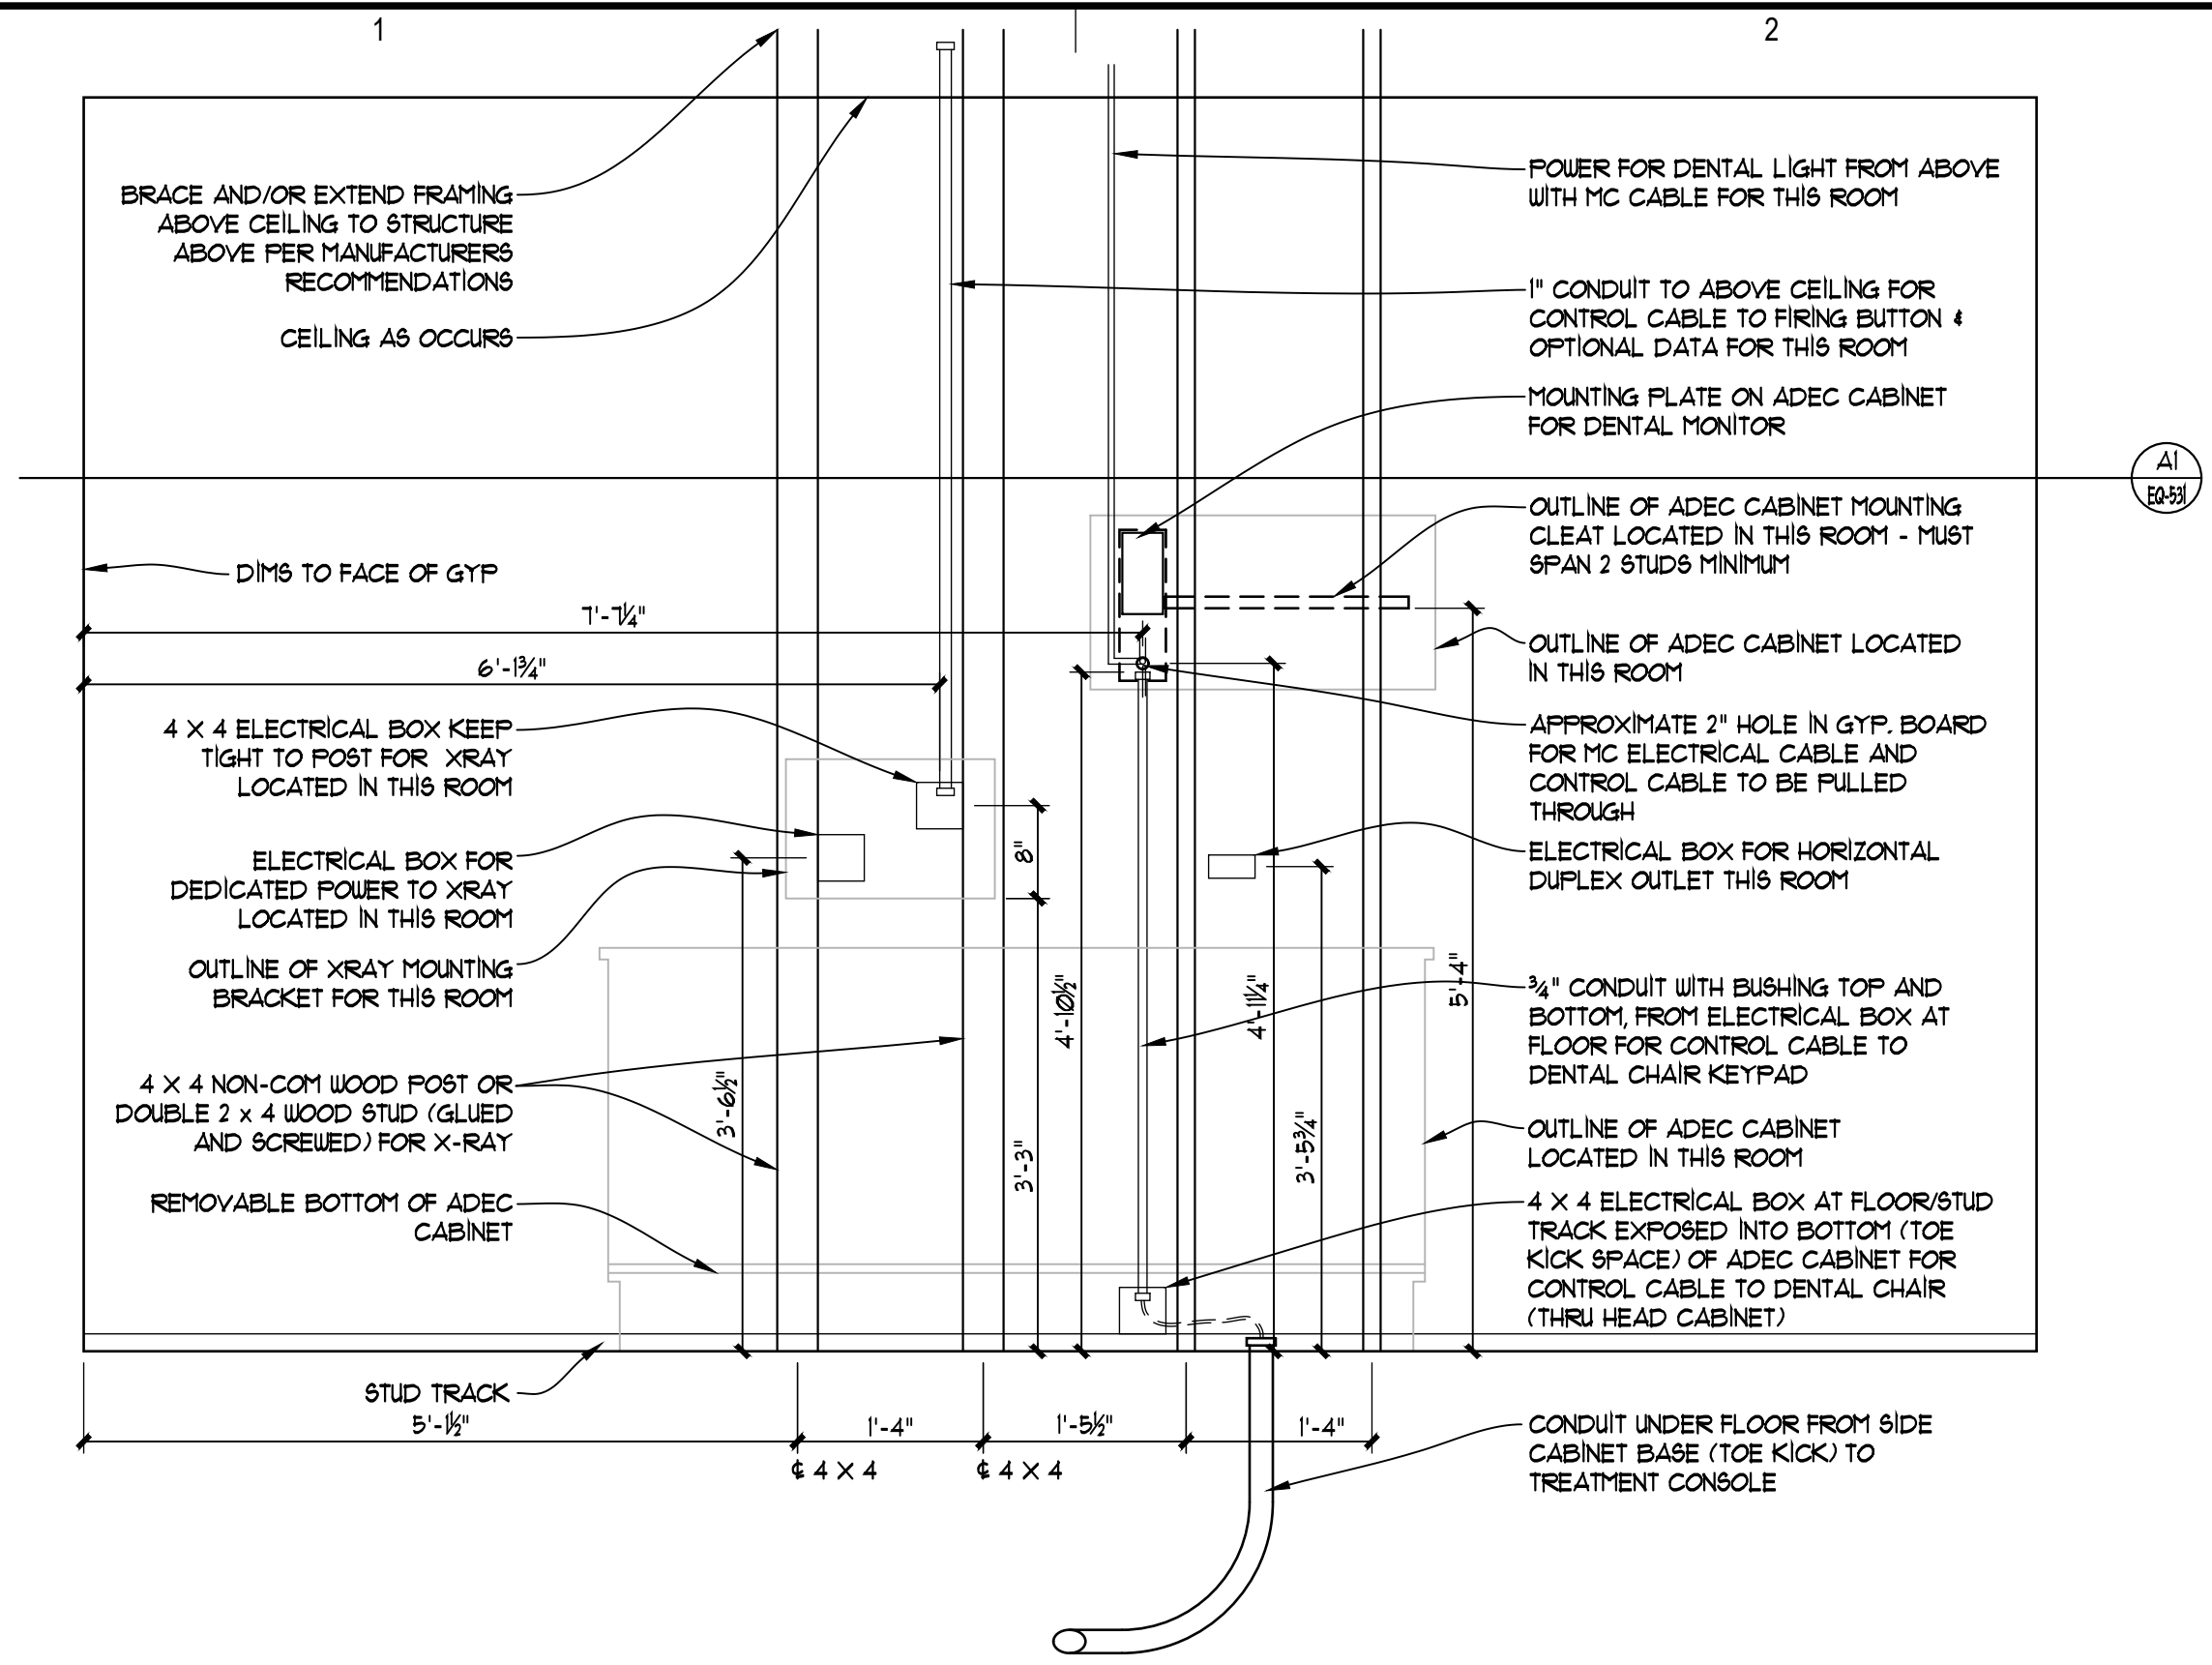 1
2
BRACE AND/OR EXTEND FRAMING
ABOVE CEILING TO STRUCTURE
ABOVE PER MANUFACTURERS
RECOMMENDATIONS
CEILING AS OCCURS
DIMS TO FACE OF GYP
7'-7¼"
6'-1¾"
4 X 4 ELECTRICAL BOX KEEP
TIGHT TO POST FOR XRAY
LOCATED IN THIS ROOM
ELECTRICAL BOX FOR
DEDICATED POWER TO XRAY
LOCATED IN THIS ROOM
OUTLINE OF XRAY MOUNTING
BRACKET FOR THIS ROOM
4 X 4 NON-COM WOOD POST OR
DOUBLE 2 x 4 WOOD STUD (GLUED
AND SCREWED) FOR X-RAY
REMOVABLE BOTTOM OF ADEC
CABINET
STUD TRACK
POWER FOR DENTAL LIGHT FROM ABOVE
WITH MC CABLE FOR THIS ROOM
1" CONDUIT TO ABOVE CEILING FOR
CONTROL CABLE TO FIRING BUTTON &
OPTIONAL DATA FOR THIS ROOM
MOUNTING PLATE ON ADEC CABINET
FOR DENTAL MONITOR
A1
EQ-531
OUTLINE OF ADEC CABINET MOUNTING
CLEAT LOCATED IN THIS ROOM - MUST
SPAN 2 STUDS MINIMUM
OUTLINE OF ADEC CABINET LOCATED
IN THIS ROOM
APPROXIMATE 2" HOLE IN GYP. BOARD
FOR MC ELECTRICAL CABLE AND
CONTROL CABLE TO BE PULLED
THROUGH
ELECTRICAL BOX FOR HORIZONTAL
DUPLEX OUTLET THIS ROOM
¾" CONDUIT WITH BUSHING TOP AND
BOTTOM, FROM ELECTRICAL BOX AT
FLOOR FOR CONTROL CABLE TO
DENTAL CHAIR KEYPAD
OUTLINE OF ADEC CABINET
LOCATED IN THIS ROOM
4 X 4 ELECTRICAL BOX AT FLOOR/STUD
TRACK EXPOSED INTO BOTTOM (TOE
KICK SPACE) OF ADEC CABINET FOR
CONTROL CABLE TO DENTAL CHAIR
(THRU HEAD CABINET)
CONDUIT UNDER FLOOR FROM SIDE
CABINET BASE (TOE KICK) TO
TREATMENT CONSOLE
3'-6½"
8"
3'-3"
4'-10½"
4'-11¼"
3'-5¾"
5'-4"
5'-1½"
1'-4"
1'-5½"
1'-4"
℄ 4 X 4
℄ 4 X 4